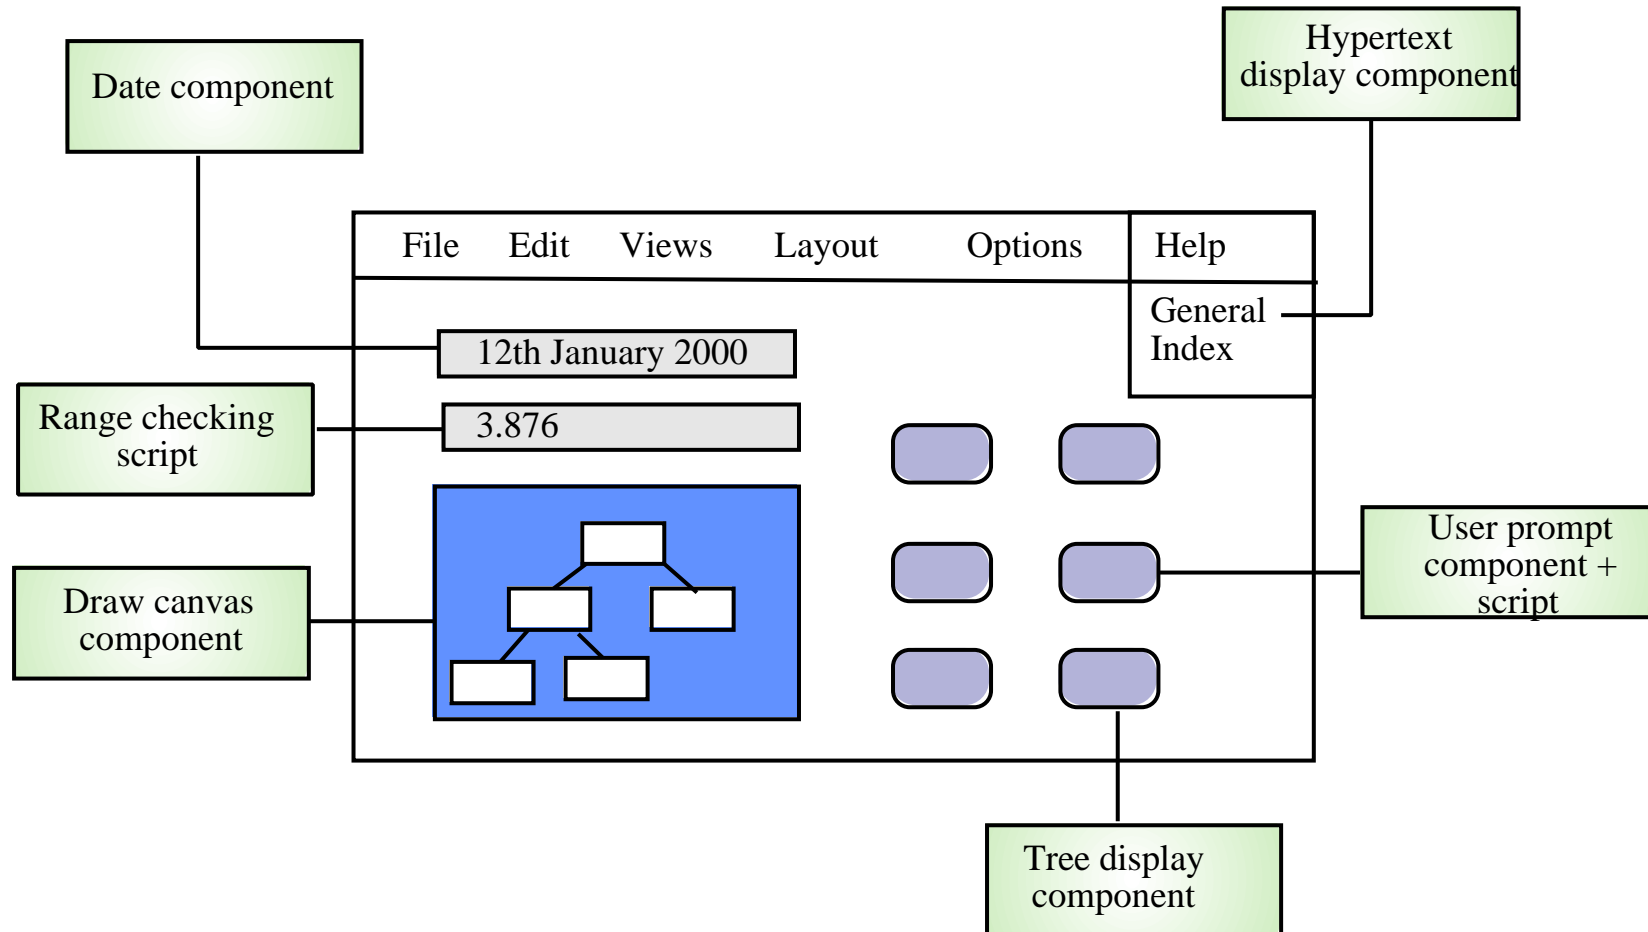 Hypertext
display component
Date component
File Edit Views Layout Options Help
General
Index
12th January 2000
Range checking
script
3.876
User prompt
component +
script
Draw canvas
component
Tree display
component